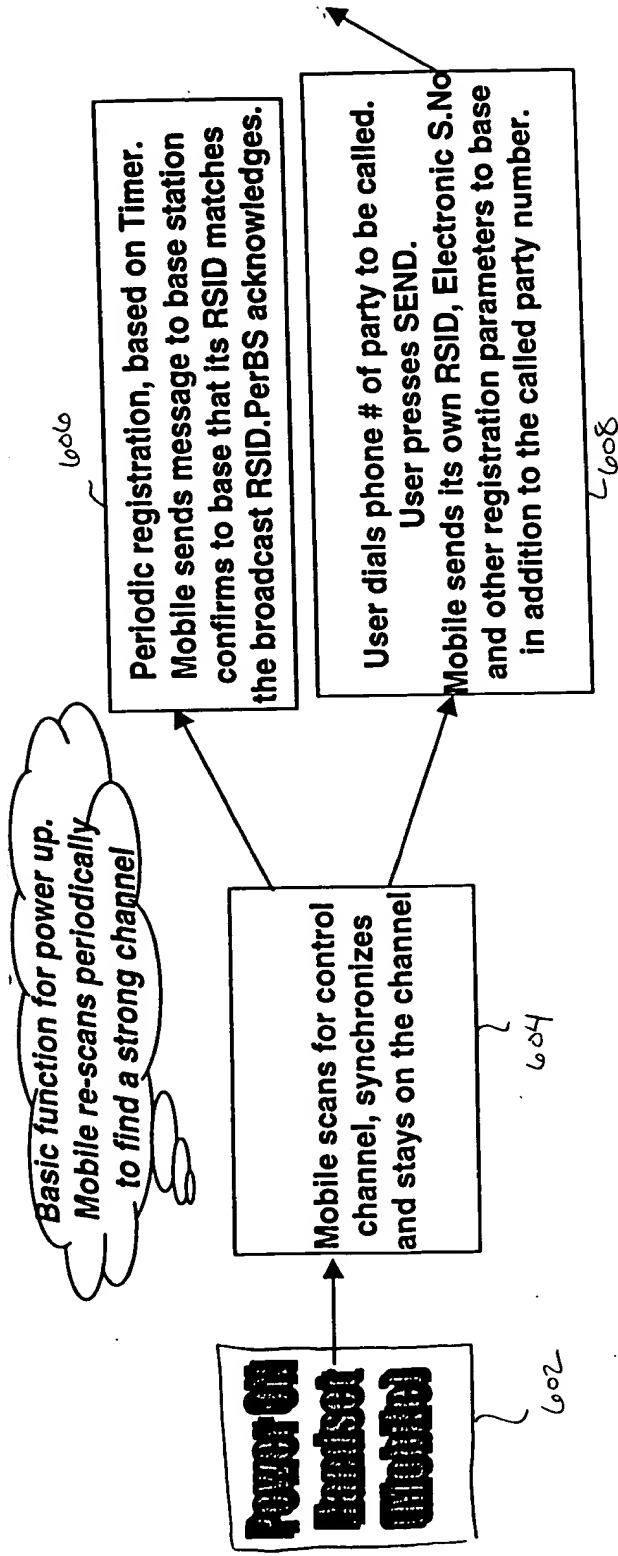 Basic function for power up.
Mobile re-scans periodically
to find a strong channel
Power ON
Handset
(Mobile)
602
Mobile scans for control
channel, synchronizes
and stays on the channel
604
606
Periodic registration, based on Timer.
Mobile sends message to base station
confirms to base that its RSID matches
the broadcast RSID.PerBS acknowledges.
User dials phone # of party to be called.
User presses SEND.
Mobile sends its own RSID, Electronic S.No
and other registration parameters to base
in addition to the called party number.
608